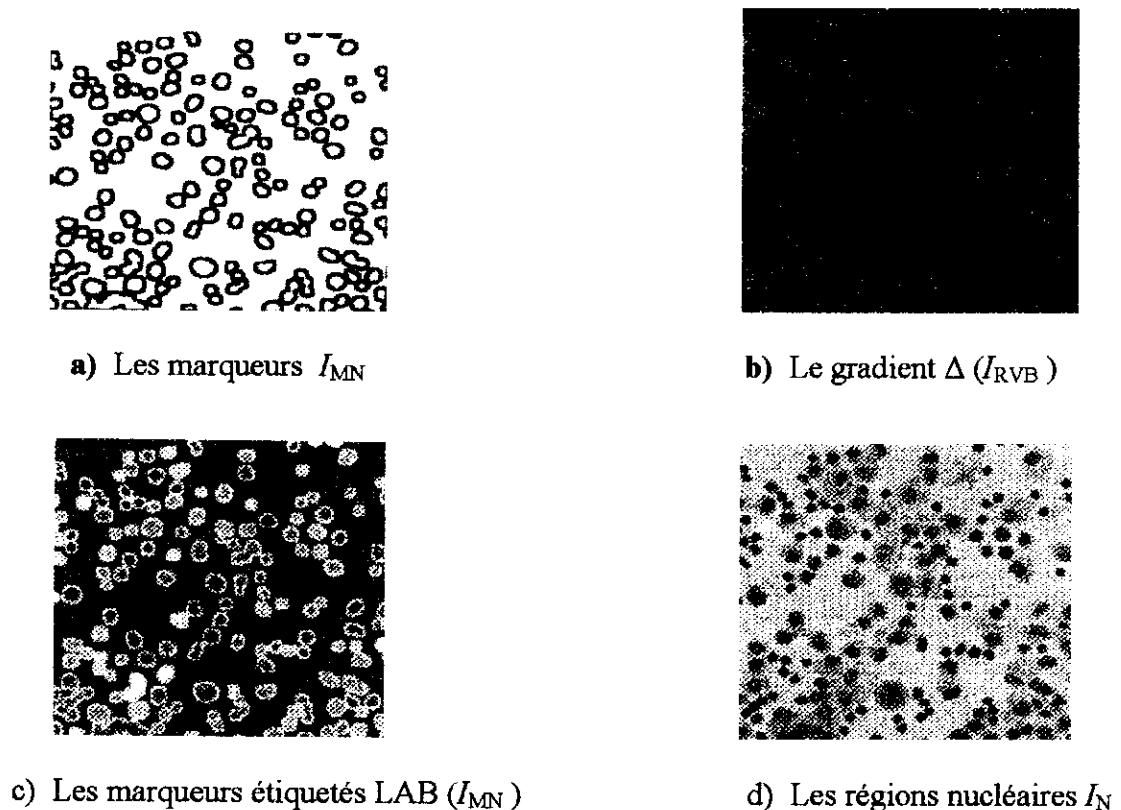 a) Les marqueurs I_MN
b) Le gradient Δ (I_RVB )
c) Les marqueurs étiquetés LAB (I_MN )
d) Les régions nucléaires I_N